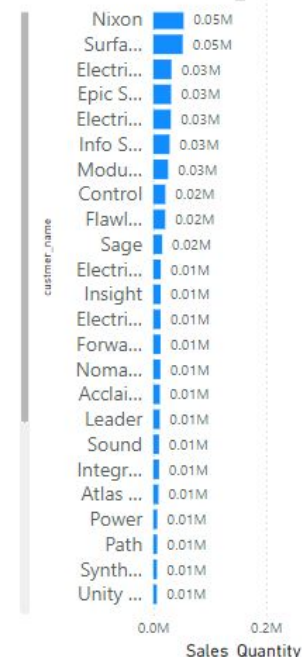 Nixon 0.05M
Surfa... 0.05M
Electri... 0.03M
Epic S... 0.03M
Electri... 0.03M
Info S... 0.03M
Modu... 0.03M
Control 0.02M
Flawl... 0.02M
Sage 0.02M
Electri... 0.01M
Insight 0.01M
Electri... 0.01M
Forwa... 0.01M
Noma... 0.01M
Acclai... 0.01M
Leader 0.01M
Sound 0.01M
Integr... 0.01M
Atlas ... 0.01M
Power 0.01M
Path 0.01M
Synth... 0.01M
Unity ... 0.01M
custmer_name
0.0M 0.2M
Sales_Quantity